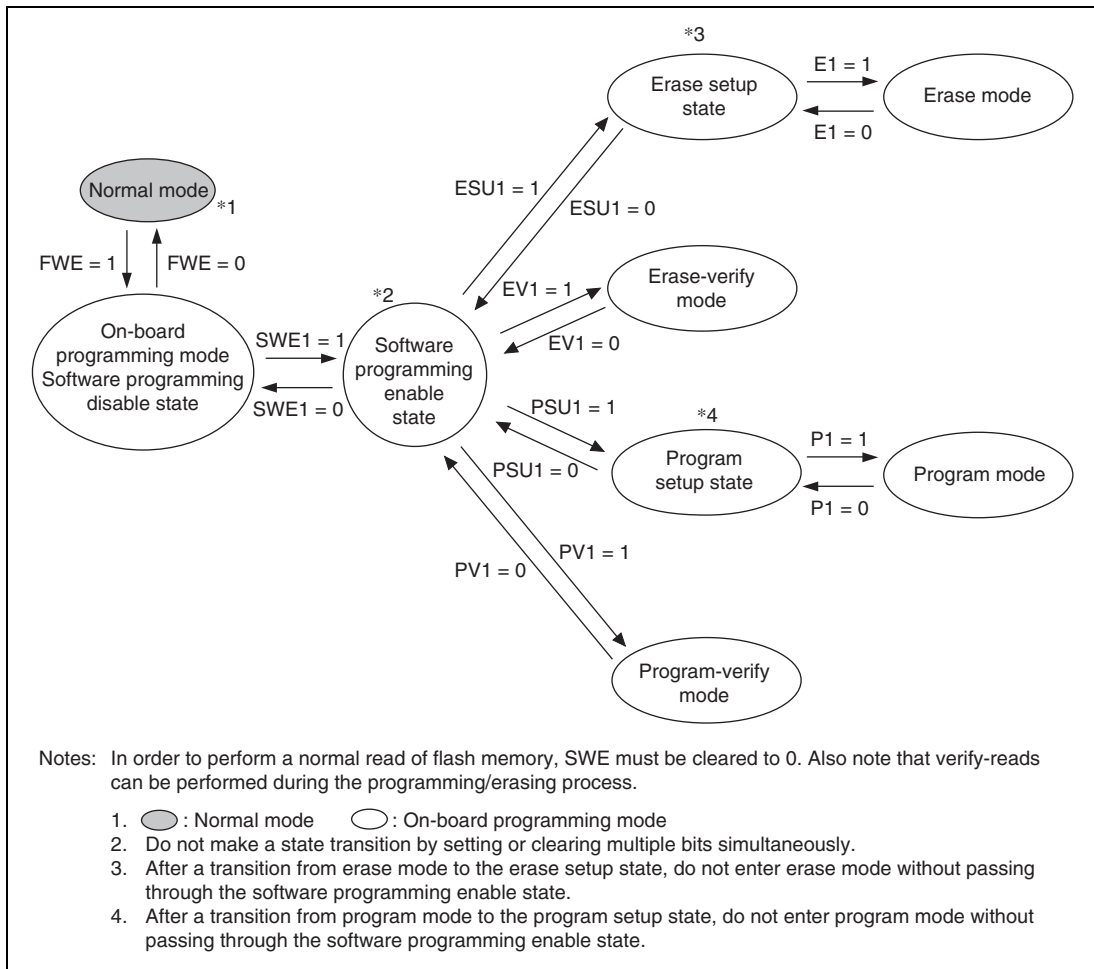 *3
E1 = 1
Erase setup
state
Erase mode
E1 = 0
Normal mode
*1
ESU1 = 1
ESU1 = 0
FWE = 1
FWE = 0
Erase-verify
mode
*2
EV1 = 1
EV1 = 0
On-board
programming mode
Software programming
disable state
SWE1 = 1
SWE1 = 0
Software
programming
enable
state
PSU1 = 1
PSU1 = 0
*4
P1 = 1
Program
setup state
Program mode
P1 = 0
PV1 = 1
PV1 = 0
Program-verify
mode
Notes: In order to perform a normal read of flash memory, SWE must be cleared to 0. Also note that verify-reads
can be performed during the programming/erasing process.
1. : Normal mode : On-board programming mode
2. Do not make a state transition by setting or clearing multiple bits simultaneously.
3. After a transition from erase mode to the erase setup state, do not enter erase mode without passing
through the software programming enable state.
4. After a transition from program mode to the program setup state, do not enter program mode without
passing through the software programming enable state.